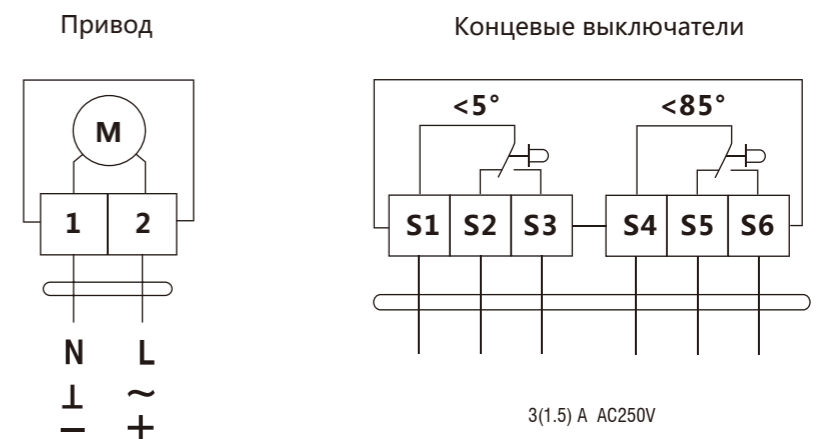 Привод
Концевые выключатели
M
<5°
<85°
1 2
S1 S2 S3 S4 S5 S6
N L
⊥ ~
− +
3(1.5) A AC250V